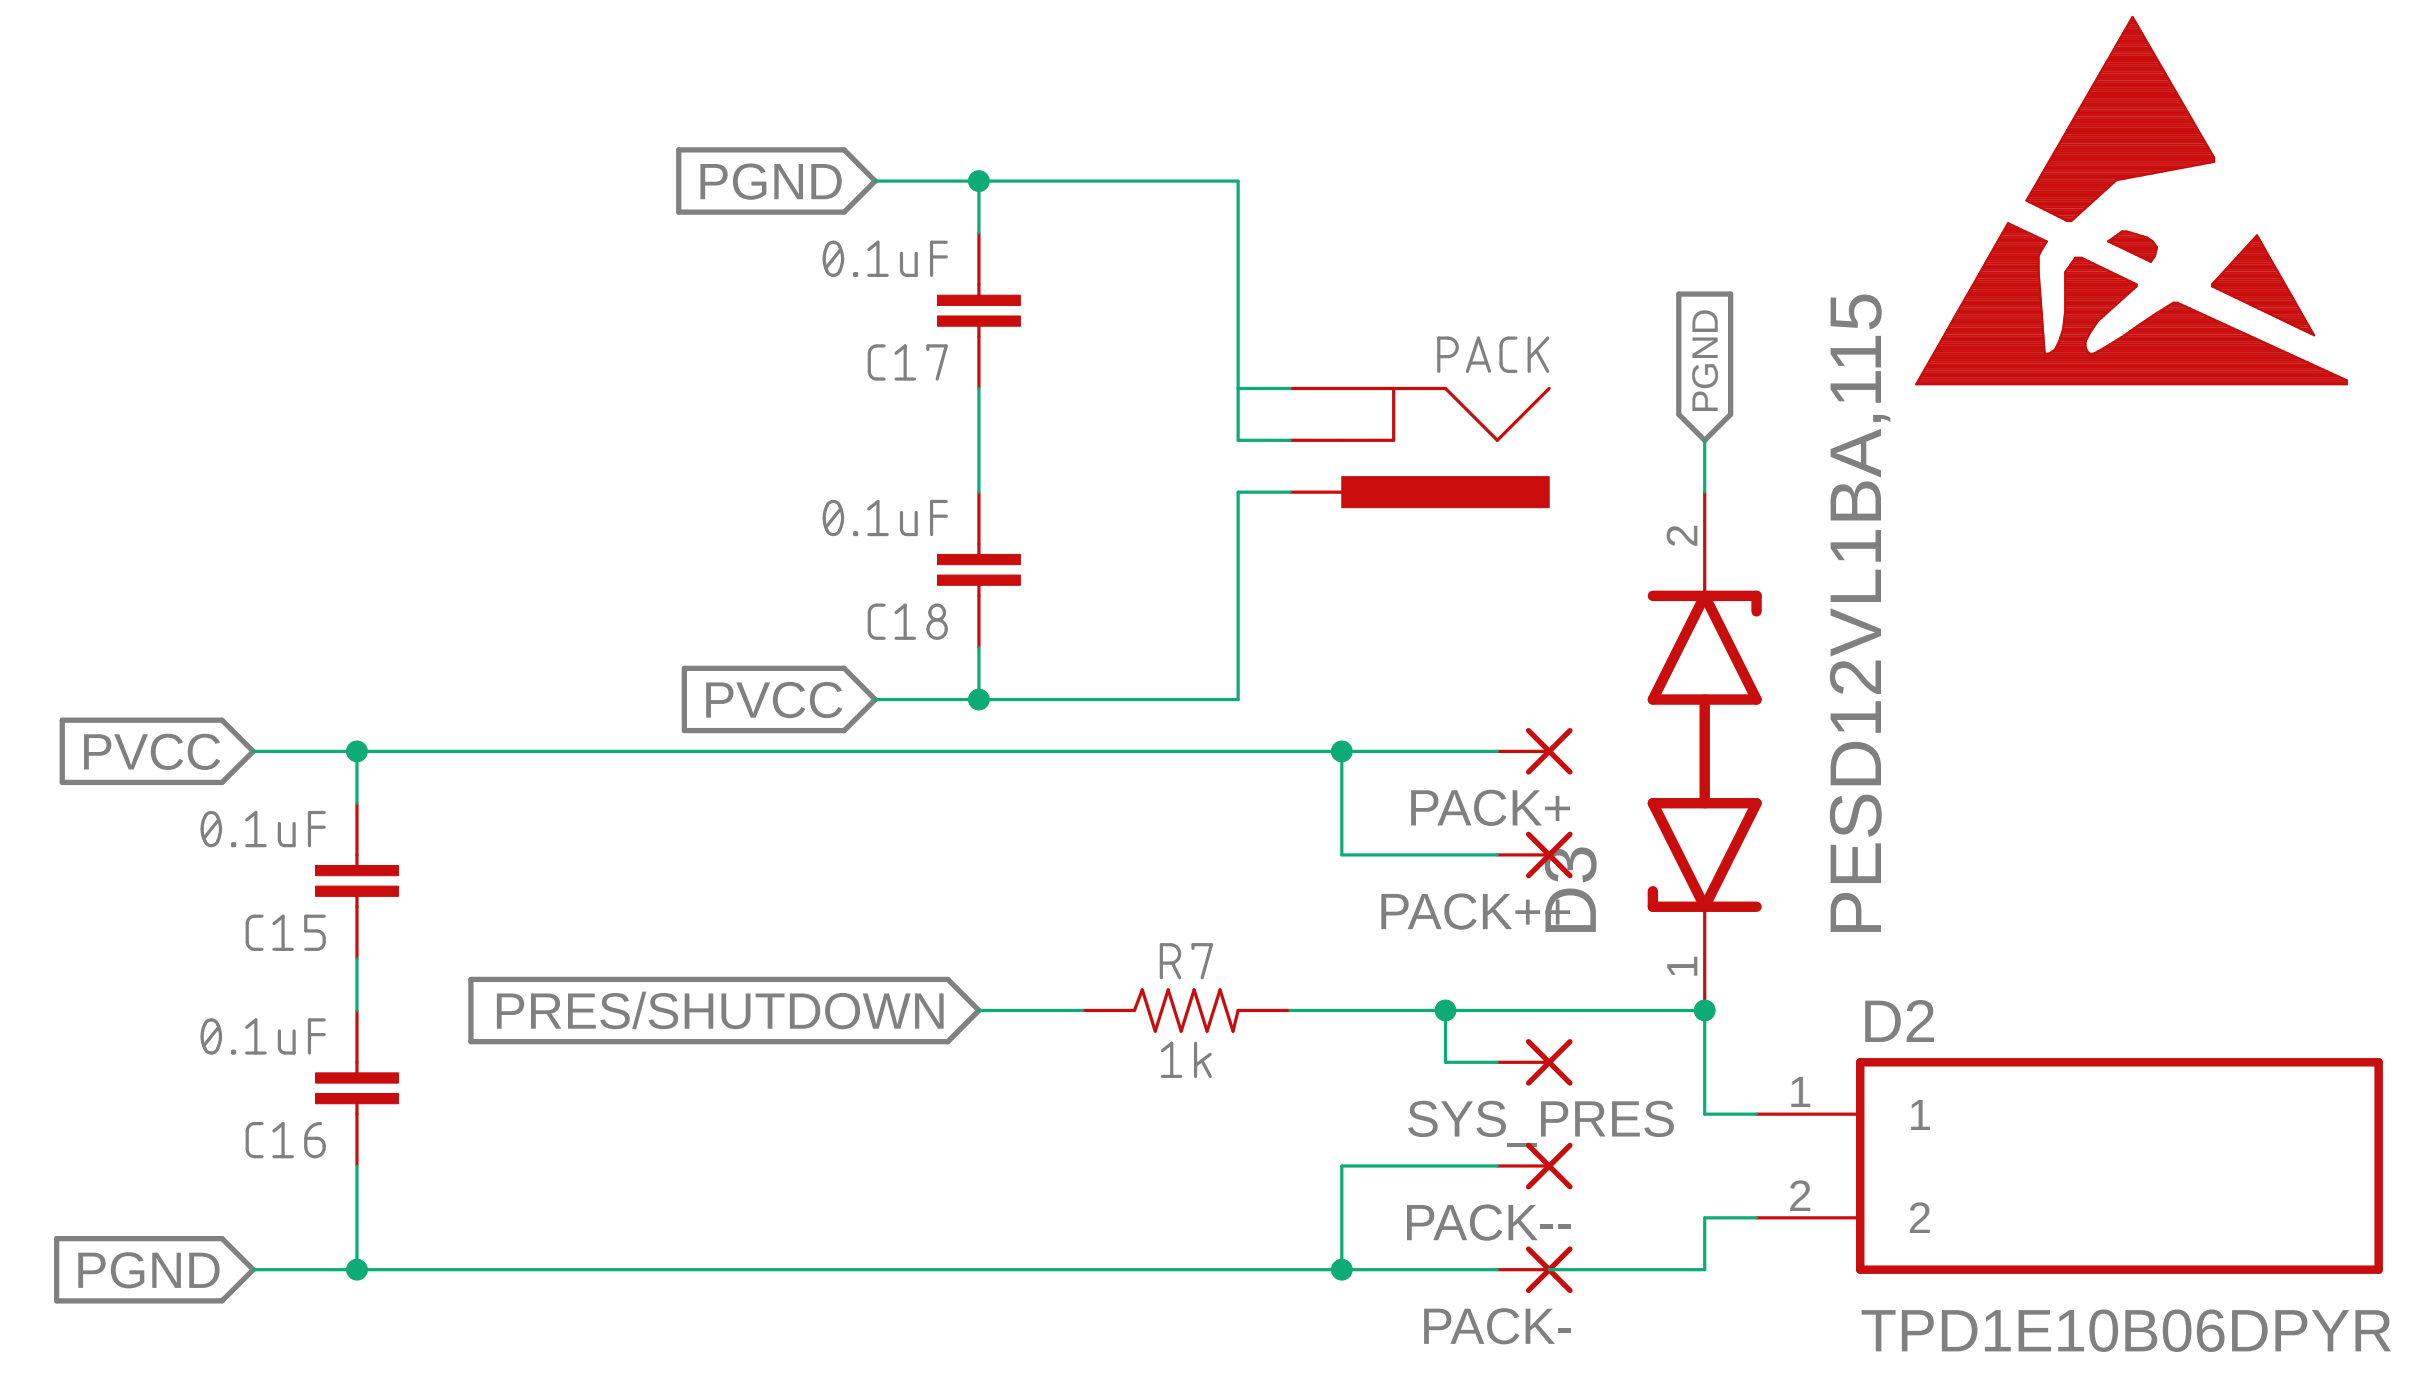 PGND
0.1uF
C17
PACK
PGND
2
0.1uF
C18
PVCC
PESD12VL1BA,115
PVCC
PACK+
0.1uF
D3
PACK++
C15
R7
1
PRES/SHUTDOWN
1k
D2
0.1uF
1
1
SYS_PRES
C16
2
2
PACK--
PGND
PACK-
TPD1E10B06DPYR